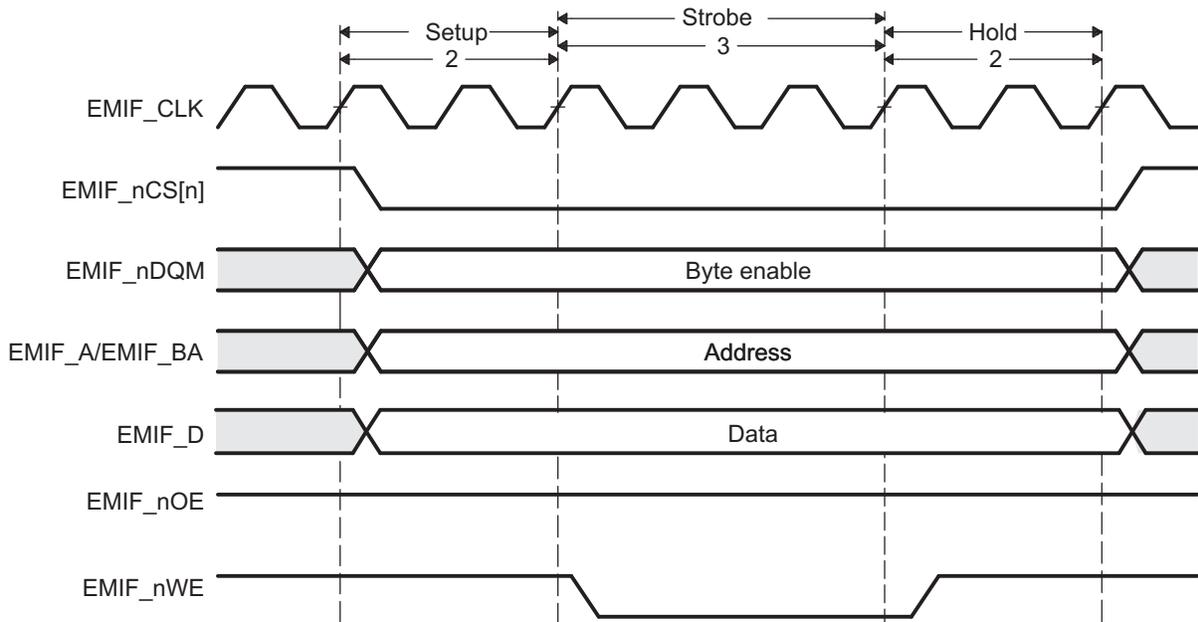 Setup
Strobe
Hold
2
3
2
EMIF_CLK
EMIF_nCS[n]
EMIF_nDQM
Byte enable
EMIF_A/EMIF_BA
Address
EMIF_D
Data
EMIF_nOE
EMIF_nWE